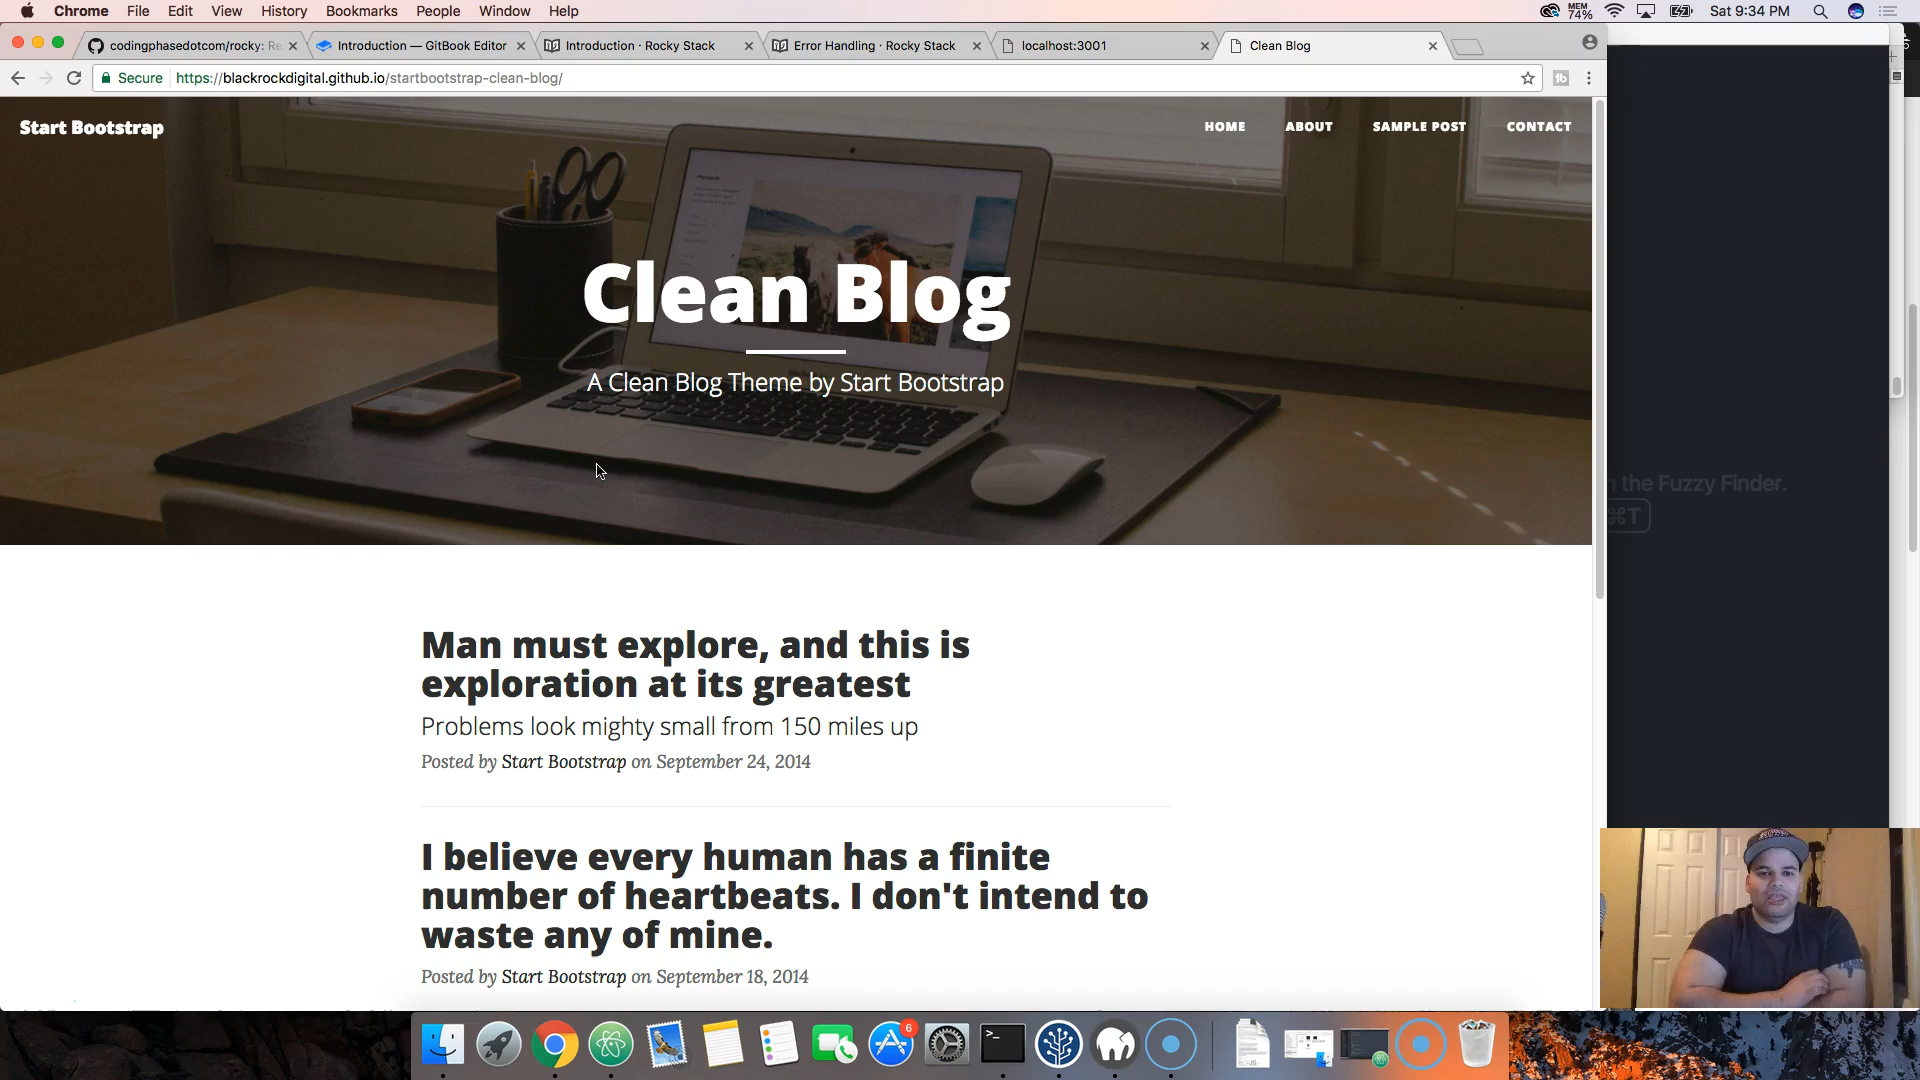 Chrome File Edit View History Bookmarks People Window Help
MEM
74%
Sat 9:34 PM
codingphasedotcom/rocky: Re
Introduction — GitBook Editor
Introduction · Rocky Stack
Error Handling · Rocky Stack
localhost:3001
Clean Blog
Secure
https://blackrockdigital.github.io/startbootstrap-clean-blog/
Start Bootstrap
HOME
ABOUT
SAMPLE POST
CONTACT
Clean Blog
A Clean Blog Theme by Start Bootstrap
the Fuzzy Finder.
⌘T
Man must explore, and this is
exploration at its greatest
Problems look mighty small from 150 miles up
Posted by Start Bootstrap on September 24, 2014
I believe every human has a finite
number of heartbeats. I don't intend to
waste any of mine.
Posted by Start Bootstrap on September 18, 2014
6